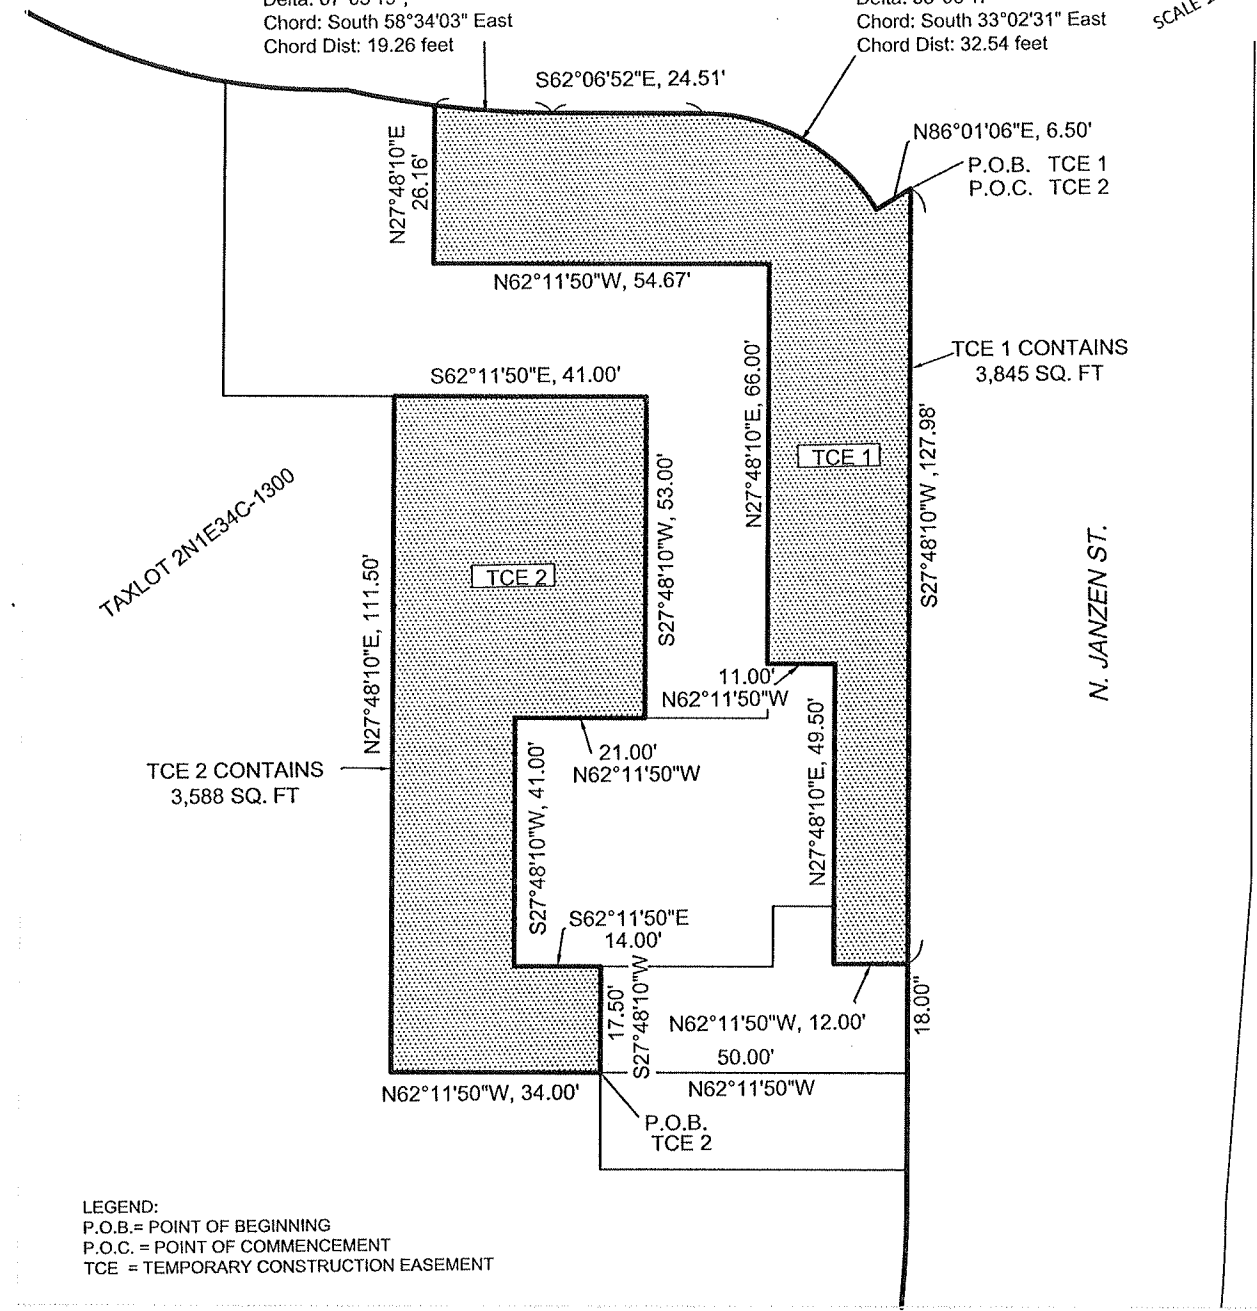 Chord: South 58°34'03" East
Chord Dist: 19.26 feet
Chord: South 33°02'31" East
Chord Dist: 32.54 feet
SCALE
S62°06'52"E, 24.51'
N86°01'06"E, 6.50'
P.O.B. TCE 1
P.O.C. TCE 2
N27°48'10"E
26.16'
N62°11'50"W, 54.67'
TCE 1 CONTAINS
3,845 SQ. FT
S62°11'50"E, 41.00'
N27°48'10"E, 66.00'
S27°48'10"W ,127.98'
TCE 1
S27°48'10"W, 53.00'
TAXLOT 2N1E34C-1300
TCE 2
N27°48'10"E, 111.50'
N. JANZEN ST.
11.00'
N62°11'50"W
21.00'
N62°11'50"W
TCE 2 CONTAINS
3,588 SQ. FT
S27°48'10"W, 41.00'
N27°48'10"E, 49.50'
S62°11'50"E
14.00'
17.50'
S27°48'10"W
N62°11'50"W, 12.00'
18.00"
50.00'
N62°11'50"W
N62°11'50"W, 34.00'
P.O.B.
TCE 2
LEGEND:
P.O.B.= POINT OF BEGINNING
P.O.C. = POINT OF COMMENCEMENT
TCE = TEMPORARY CONSTRUCTION EASEMENT